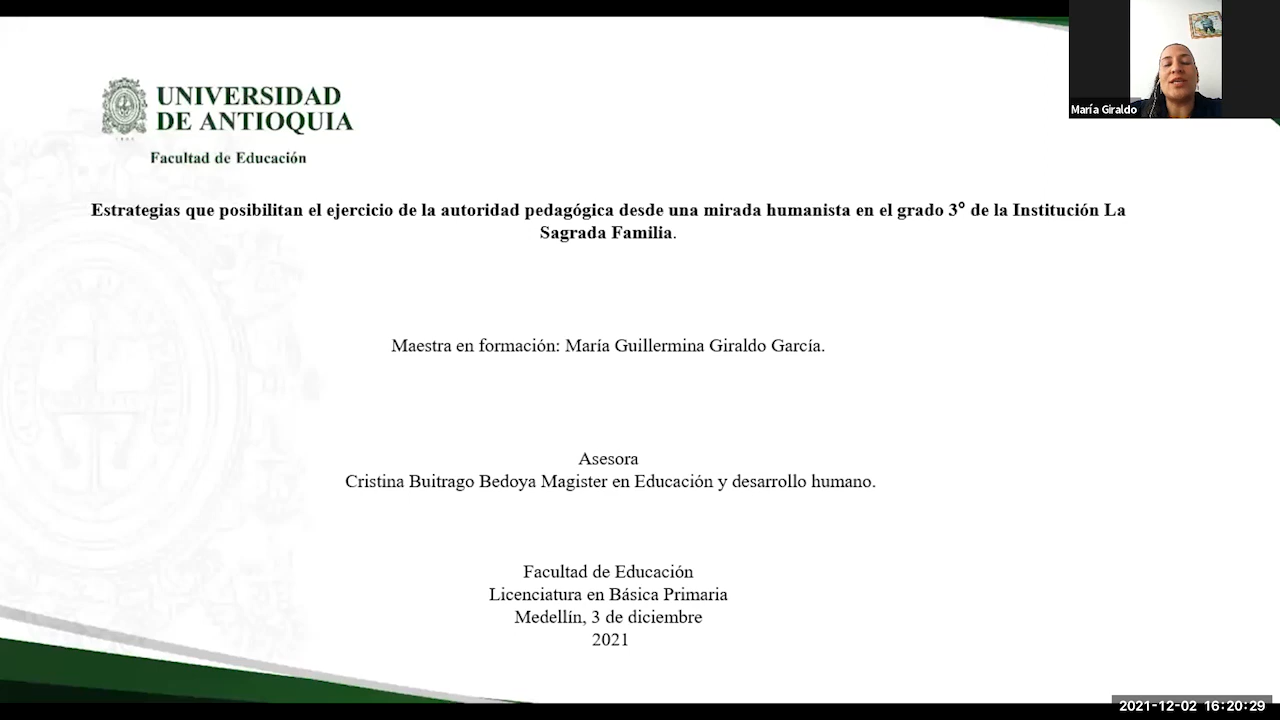 UNIVERSIDAD
DE ANTIOQUIA
Facultad de Educación
María Giraldo
Estrategias que posibilitan el ejercicio de la autoridad pedagógica desde una mirada humanista en el grado 3° de la Institución La
Sagrada Familia.
Maestra en formación: María Guillermina Giraldo García.
Asesora
Cristina Buitrago Bedoya Magister en Educación y desarrollo humano.
Facultad de Educación
Licenciatura en Básica Primaria
Medellín, 3 de diciembre
2021
2021-12-02 16:20:29